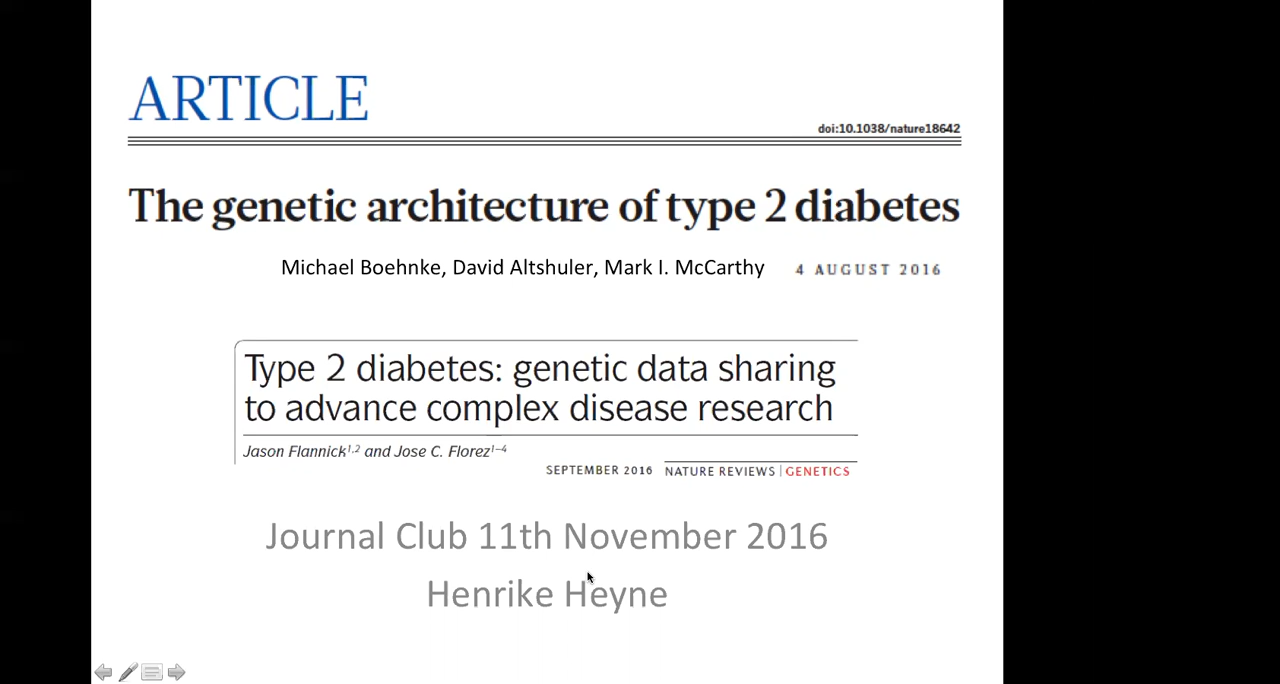 ARTICLE
doi:10.1038/nature18642
The genetic architecture of type 2 diabetes
Michael Boehnke, David Altshuler, Mark I. McCarthy 4 AUGUST 2016
Type 2 diabetes: genetic data sharing
to advance complex disease research
Jason Flannick¹,² and Jose C. Florez¹⁻⁴
SEPTEMBER 2016 NATURE REVIEWS | GENETICS
Journal Club 11th November 2016
Henrike Heyne